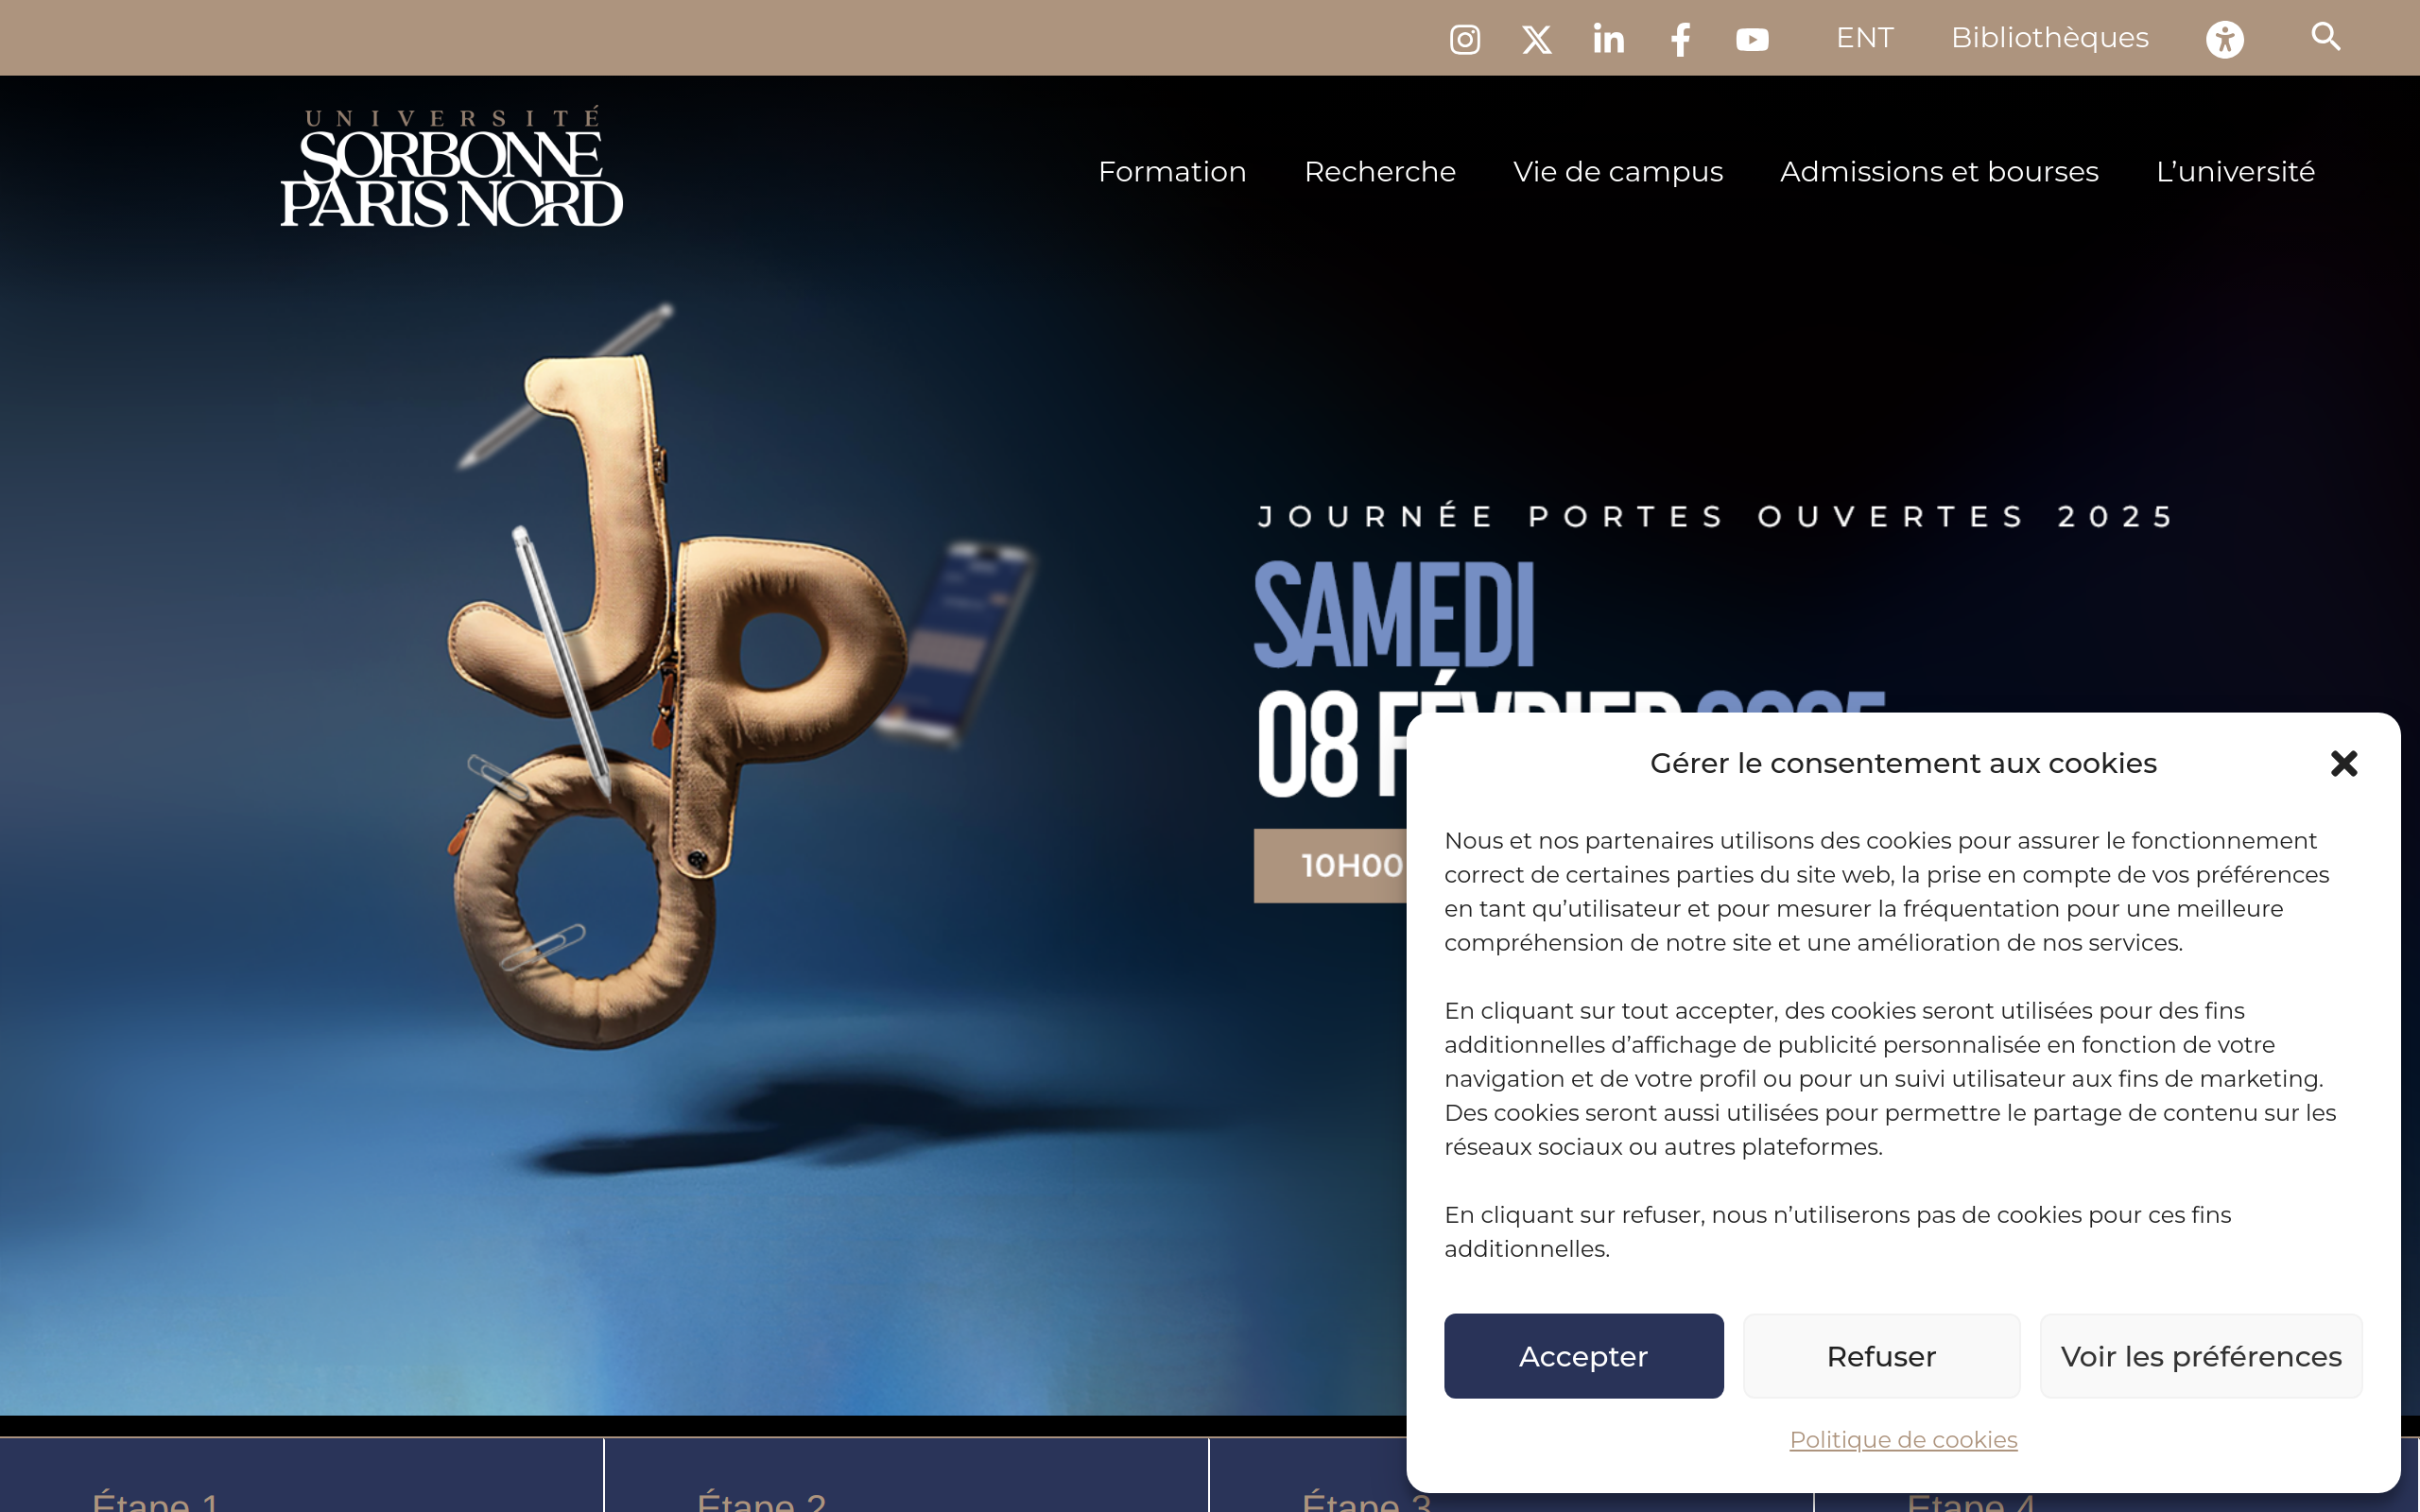 ENT
Bibliothèques
UNIVERSITÉ
SORBONNE
PARIS NORD
Formation
Recherche
Vie de campus
Admissions et bourses
L’université
JPO
JOURNÉE PORTES OUVERTES 2025
SAMEDI
08 FÉVRIER 2025
10H00
Gérer le consentement aux cookies
Nous et nos partenaires utilisons des cookies pour assurer le fonctionnement
correct de certaines parties du site web, la prise en compte de vos préférences
en tant qu’utilisateur et pour mesurer la fréquentation pour une meilleure
compréhension de notre site et une amélioration de nos services.
En cliquant sur tout accepter, des cookies seront utilisées pour des fins
additionnelles d’affichage de publicité personnalisée en fonction de votre
navigation et de votre profil ou pour un suivi utilisateur aux fins de marketing.
Des cookies seront aussi utilisées pour permettre le partage de contenu sur les
réseaux sociaux ou autres plateformes.
En cliquant sur refuser, nous n’utiliserons pas de cookies pour ces fins
additionnelles.
Accepter
Refuser
Voir les préférences
Politique de cookies
Étape 1
Étape 2
Étape 3
Étape 4